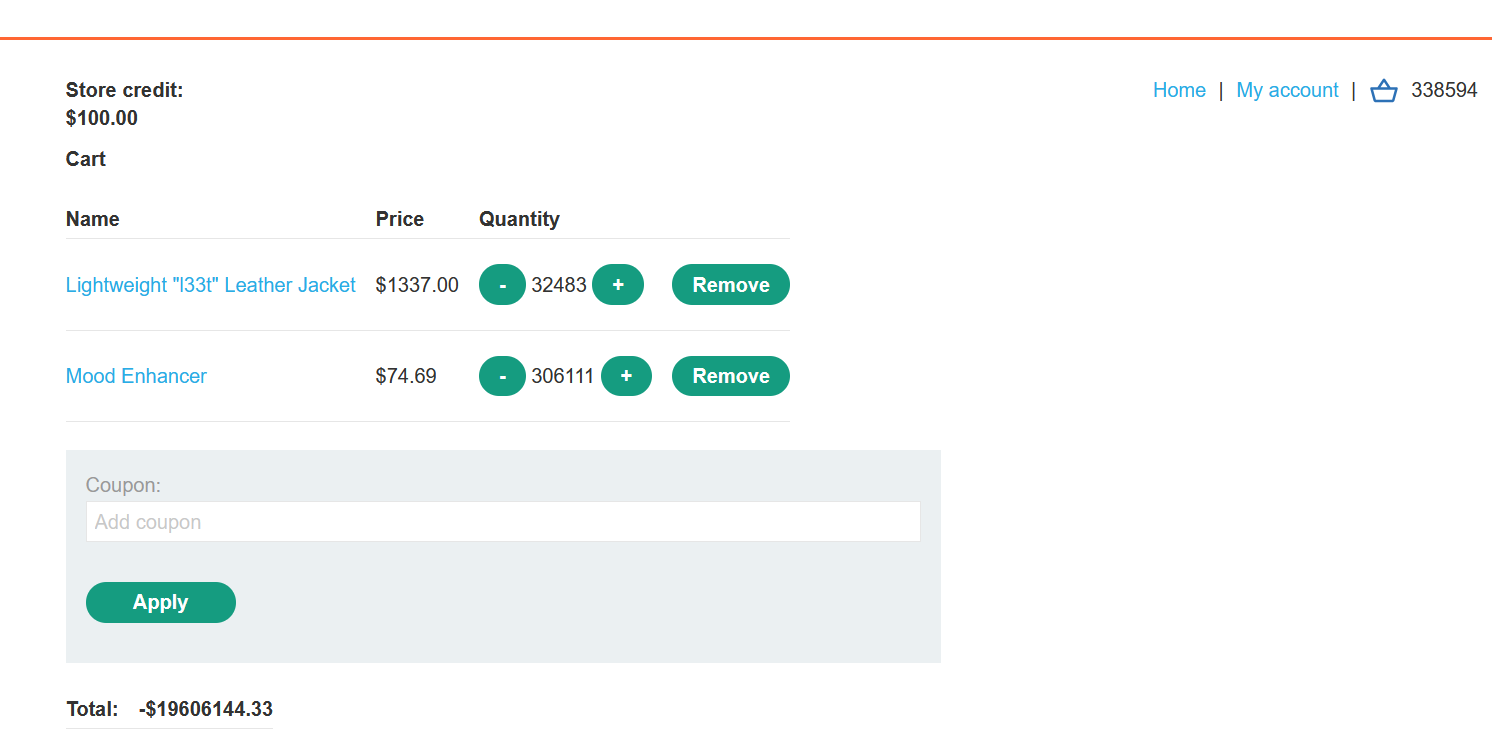 Store credit:
$100.00
Home | My account | 338594
Cart
Name Price Quantity
Lightweight "l33t" Leather Jacket $1337.00 - 32483 + Remove
Mood Enhancer $74.69 - 306111 + Remove
Coupon:
Add coupon
Apply
Total: -$19606144.33